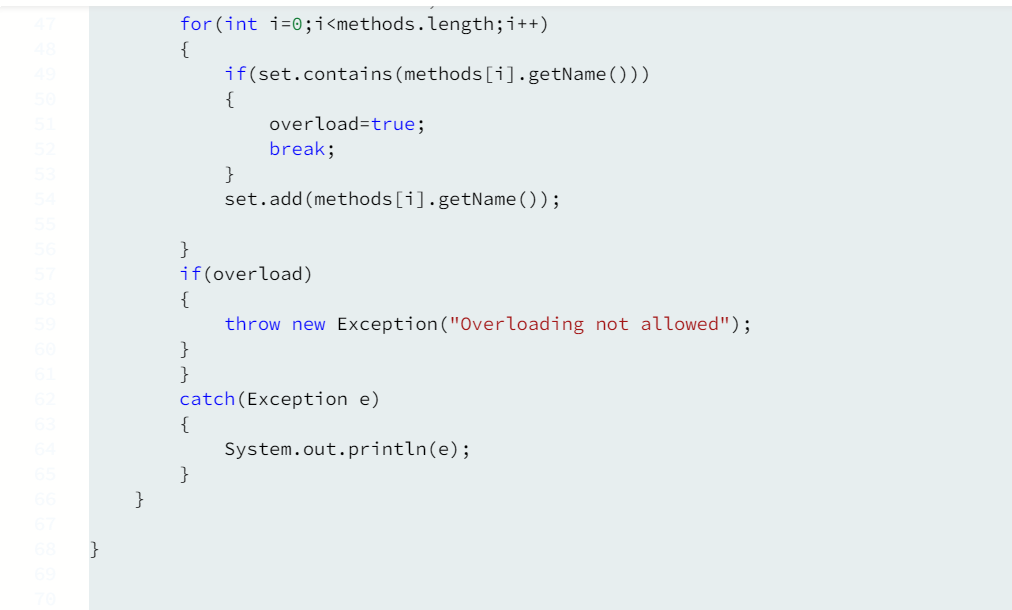 47 for(int i=0;i<methods.length;i++)
48 {
49 if(set.contains(methods[i].getName()))
50 {
51 overload=true;
52 break;
53 }
54 set.add(methods[i].getName());
55
56 }
57 if(overload)
58 {
59 throw new Exception("Overloading not allowed");
60 }
61 }
62 catch(Exception e)
63 {
64 System.out.println(e);
65 }
66 }
67
68 }
69
70